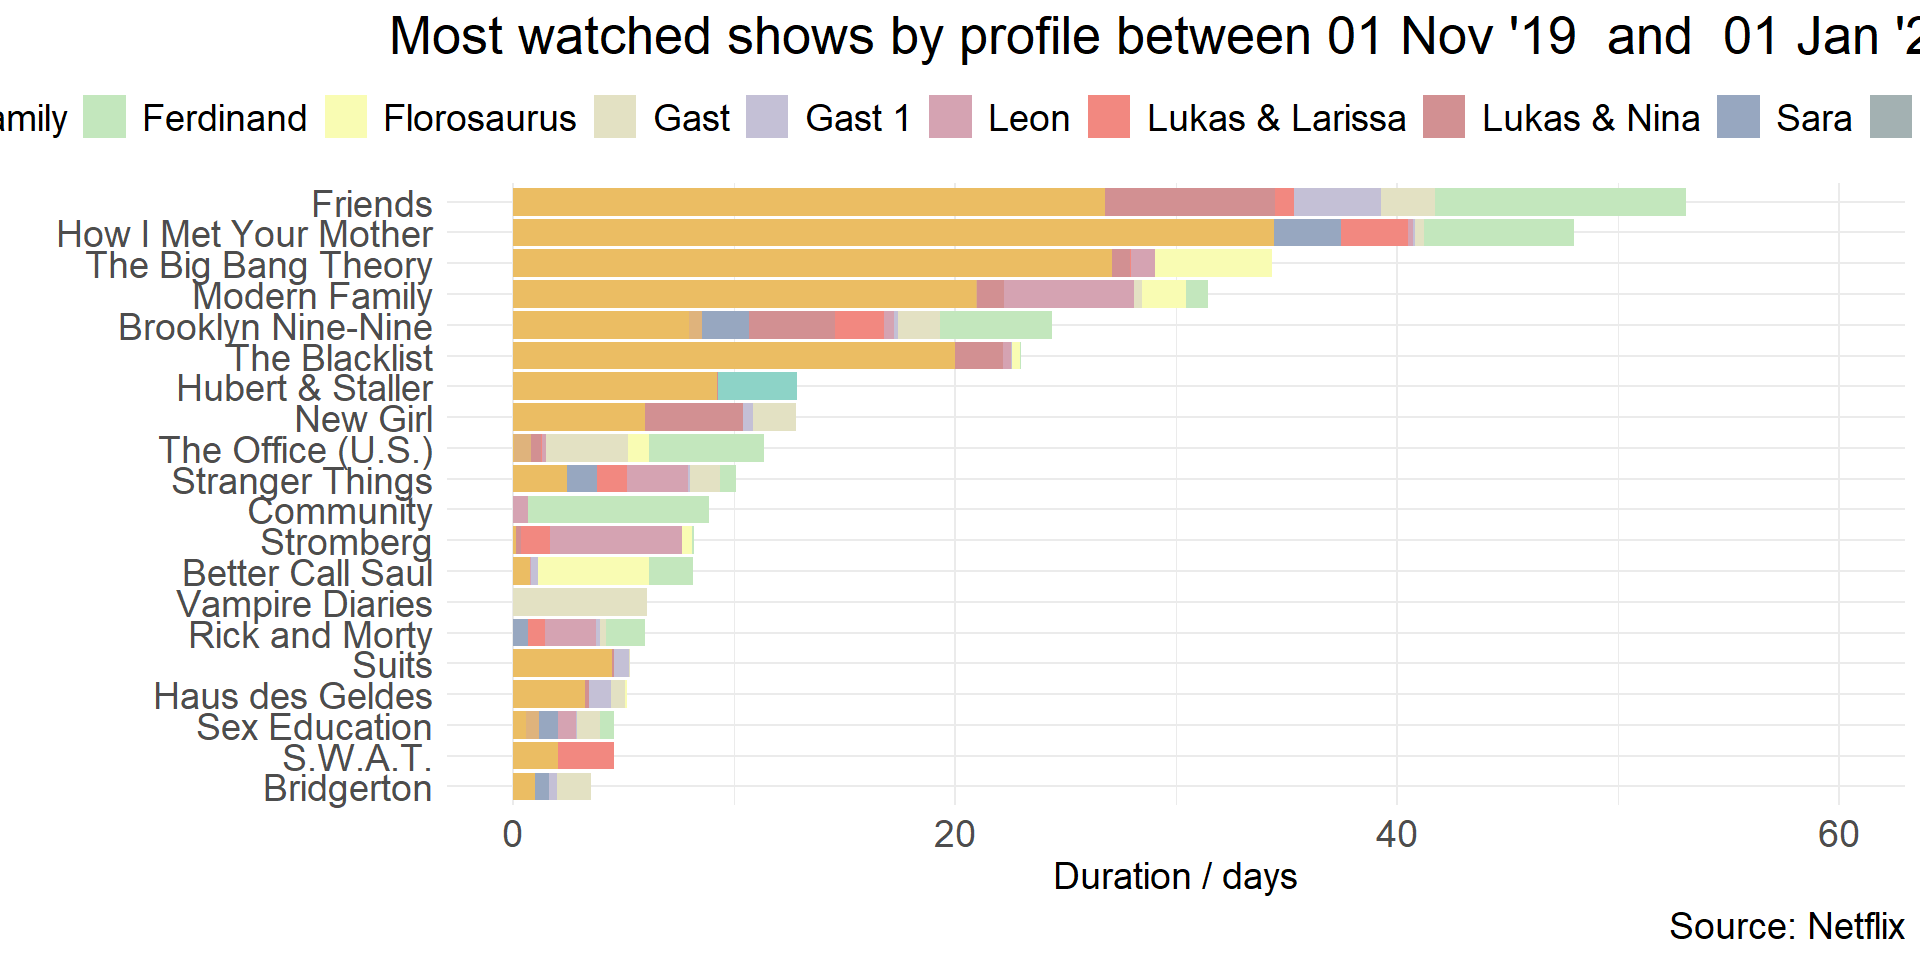 Most watched shows by profile between 01 Nov '19 and 01 Jan '2
amily Ferdinand Florosaurus Gast Gast 1 Leon Lukas & Larissa Lukas & Nina Sara
Friends
How I Met Your Mother
The Big Bang Theory
Modern Family
Brooklyn Nine-Nine
The Blacklist
Hubert & Staller
New Girl
The Office (U.S.)
Stranger Things
Community
Stromberg
Better Call Saul
Vampire Diaries
Rick and Morty
Suits
Haus des Geldes
Sex Education
S.W.A.T.
Bridgerton
0 20 40 60
Duration / days
Source: Netflix